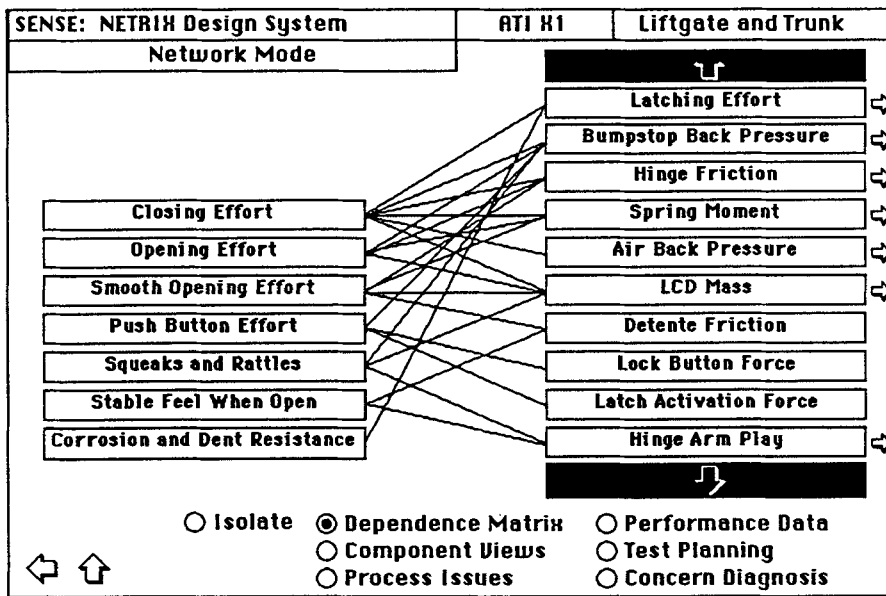 SENSE: NETRIX Design System
ATI X1
Liftgate and Trunk
Network Mode
Latching Effort
Bumpstop Back Pressure
Hinge Friction
Closing Effort
Spring Moment
Opening Effort
Air Back Pressure
Smooth Opening Effort
LCD Mass
Push Button Effort
Detente Friction
Squeaks and Rattles
Lock Button Force
Stable Feel When Open
Latch Activation Force
Corrosion and Dent Resistance
Hinge Arm Play
Isolate
Dependence Matrix
Performance Data
Component Views
Test Planning
Process Issues
Concern Diagnosis